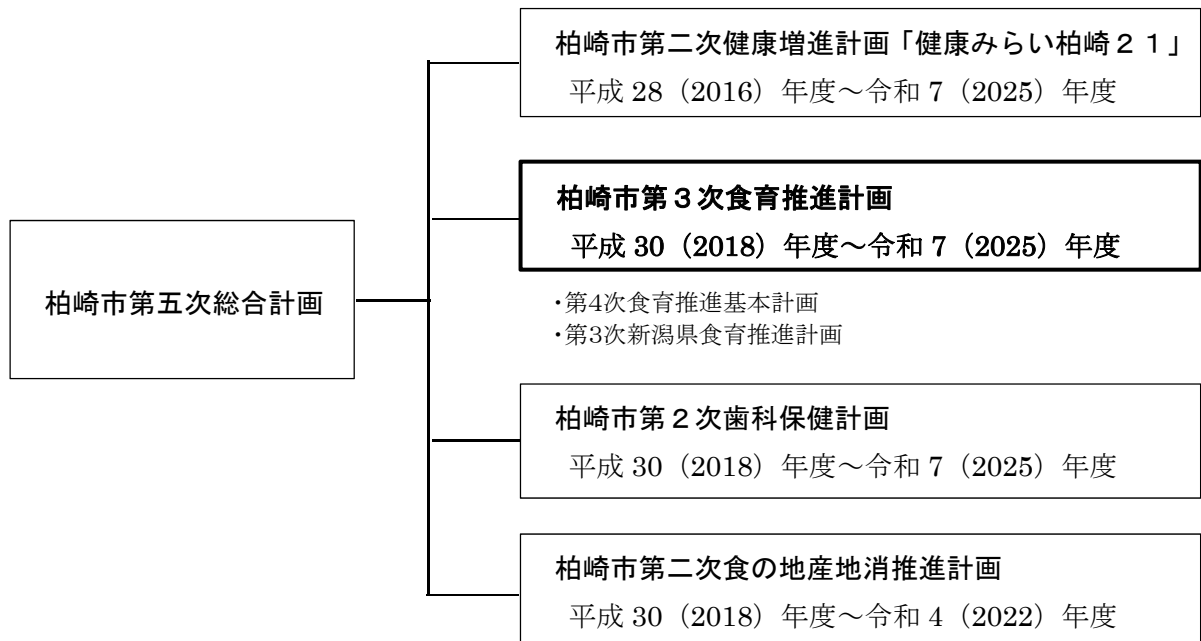 柏崎市第二次健康増進計画「健康みらい柏崎２１」
平成 28（2016）年度～令和 7（2025）年度
柏崎市第３次食育推進計画
平成 30（2018）年度～令和 7（2025）年度
柏崎市第五次総合計画
・第4次食育推進基本計画
・第3次新潟県食育推進計画
柏崎市第２次歯科保健計画
平成 30（2018）年度～令和 7（2025）年度
柏崎市第二次食の地産地消推進計画
平成 30（2018）年度～令和 4（2022）年度